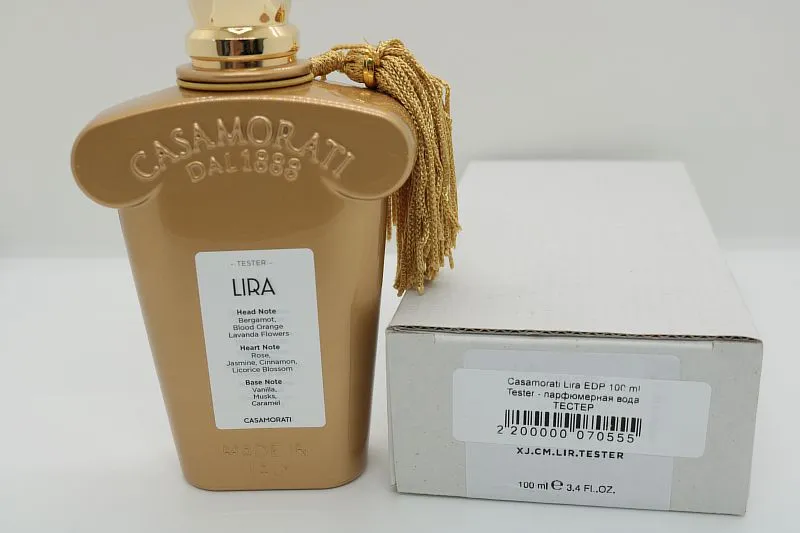 CASAMORATI
DAL 1888
- TESTER -
LIRA
Head Note
Bergamot,
Blood Orange
Lavanda Flowers
Heart Note
Rose,
Jasmine, Cinnamon,
Licorice Blossom
Base Note
Vanilla,
Musks,
Caramel
CASAMORATI
MADE IN
Casamorati Lira EDP 100 ml
Tester - парфюмерная вода
ТЕСТЕР
2 200000 070555
XJ.CM.LIR.TESTER
100 ml ℮ 3,4 FL.OZ.